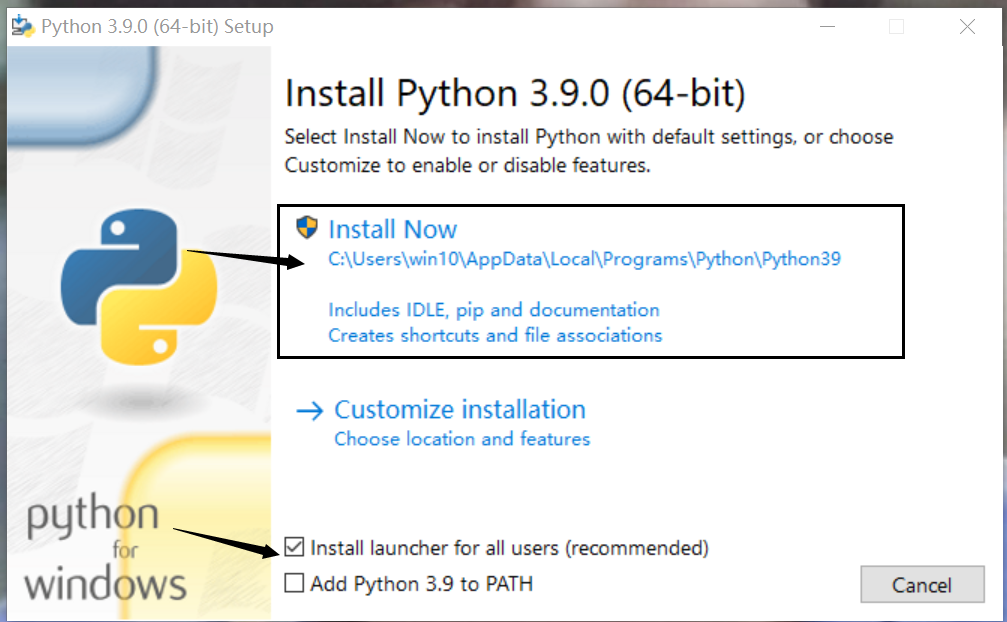 Python 3.9.0 (64-bit) Setup
Install Python 3.9.0 (64-bit)
Select Install Now to install Python with default settings, or choose
Customize to enable or disable features.
Install Now
C:\Users\win10\AppData\Local\Programs\Python\Python39
Includes IDLE, pip and documentation
Creates shortcuts and file associations
Customize installation
Choose location and features
python
for
windows
Install launcher for all users (recommended)
Add Python 3.9 to PATH
Cancel